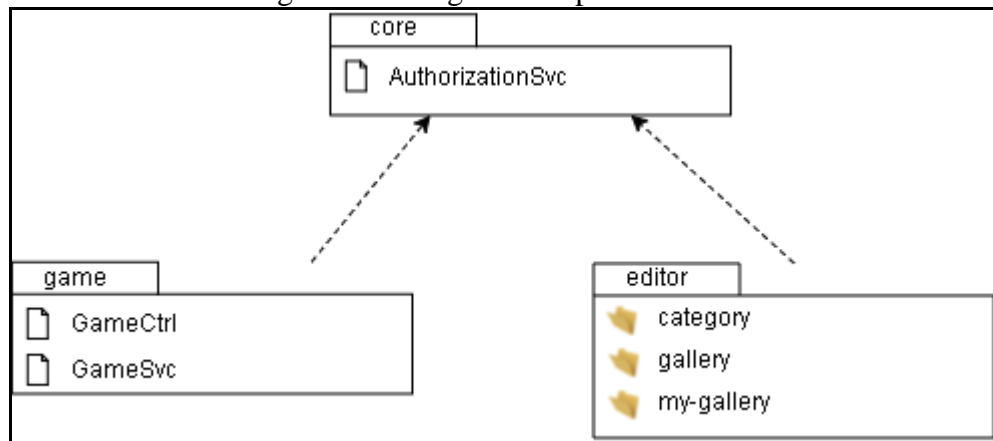 core
AuthorizationSvc
game
GameCtrl
GameSvc
editor
category
gallery
my-gallery